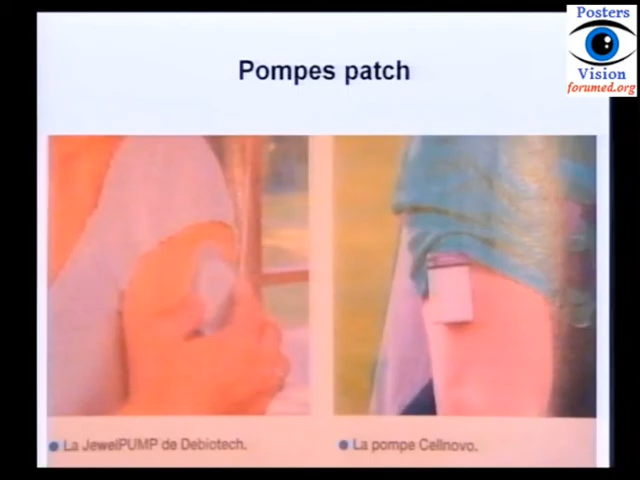 Posters
Vision
forumed.org
Pompes patch
La JewelPUMP de Debiotech.
La pompe Cellnovo.